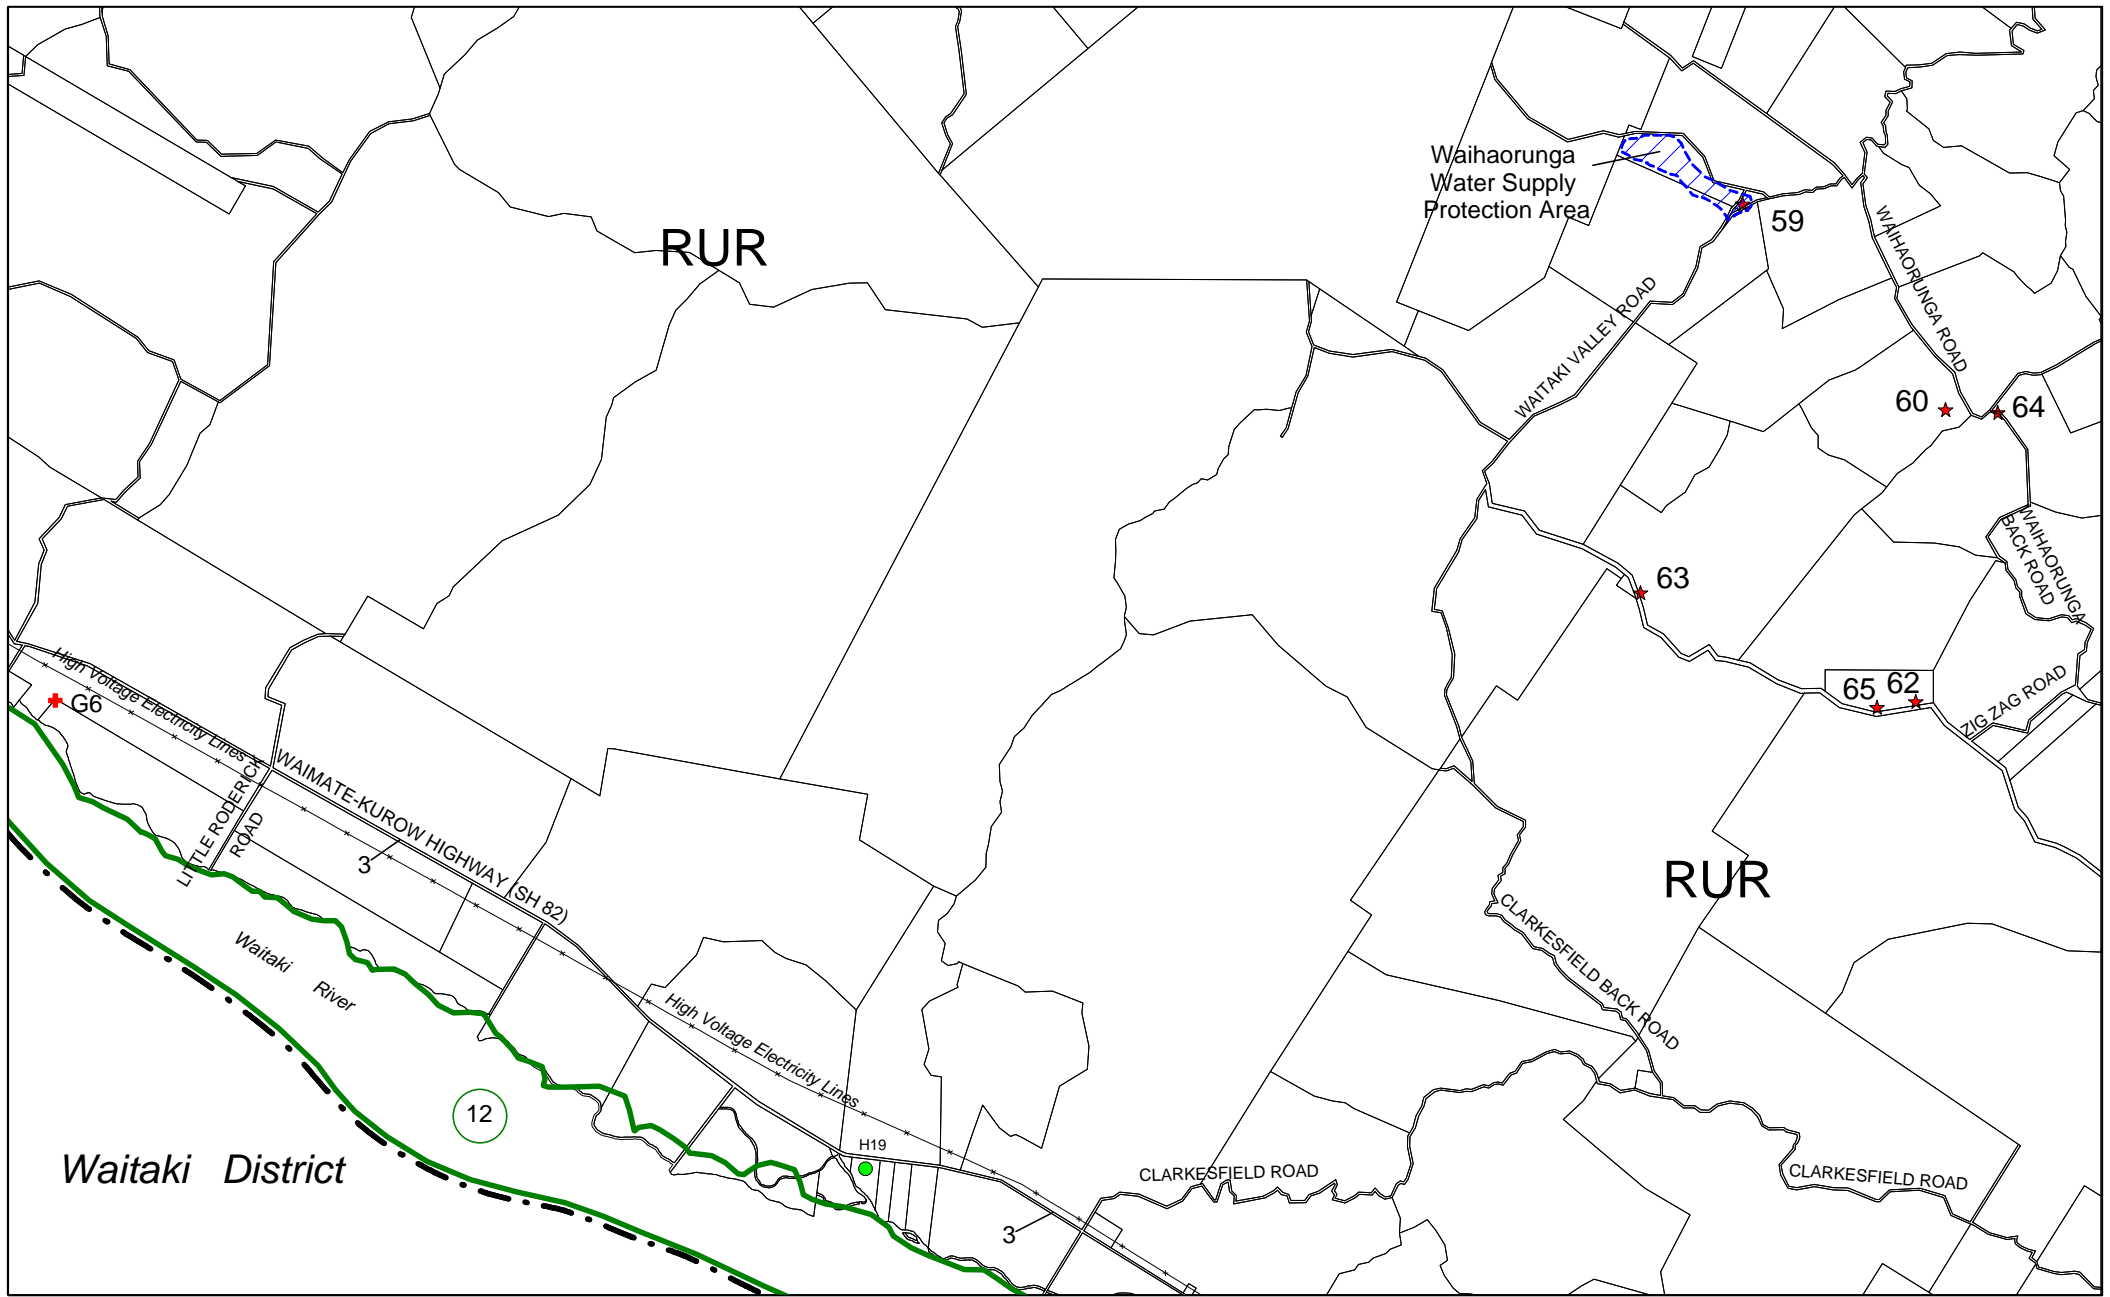 Waihaorunga
Water Supply
Protection Area
59
RUR
WAIHAORUNGA ROAD
WAITAKI VALLEY ROAD
60
64
WAIHAORUNGA
BACK ROAD
63
65
62
ZIG ZAG ROAD
High Voltage Electricity Lines
G6
WAIMATE-KUROW HIGHWAY (SH 82)
LITTLE RODERICK
ROAD
3
RUR
CLARKESFIELD BACK ROAD
Waitaki
River
High Voltage Electricity Lines
12
H19
Waitaki District
CLARKESFIELD ROAD
CLARKESFIELD ROAD
3